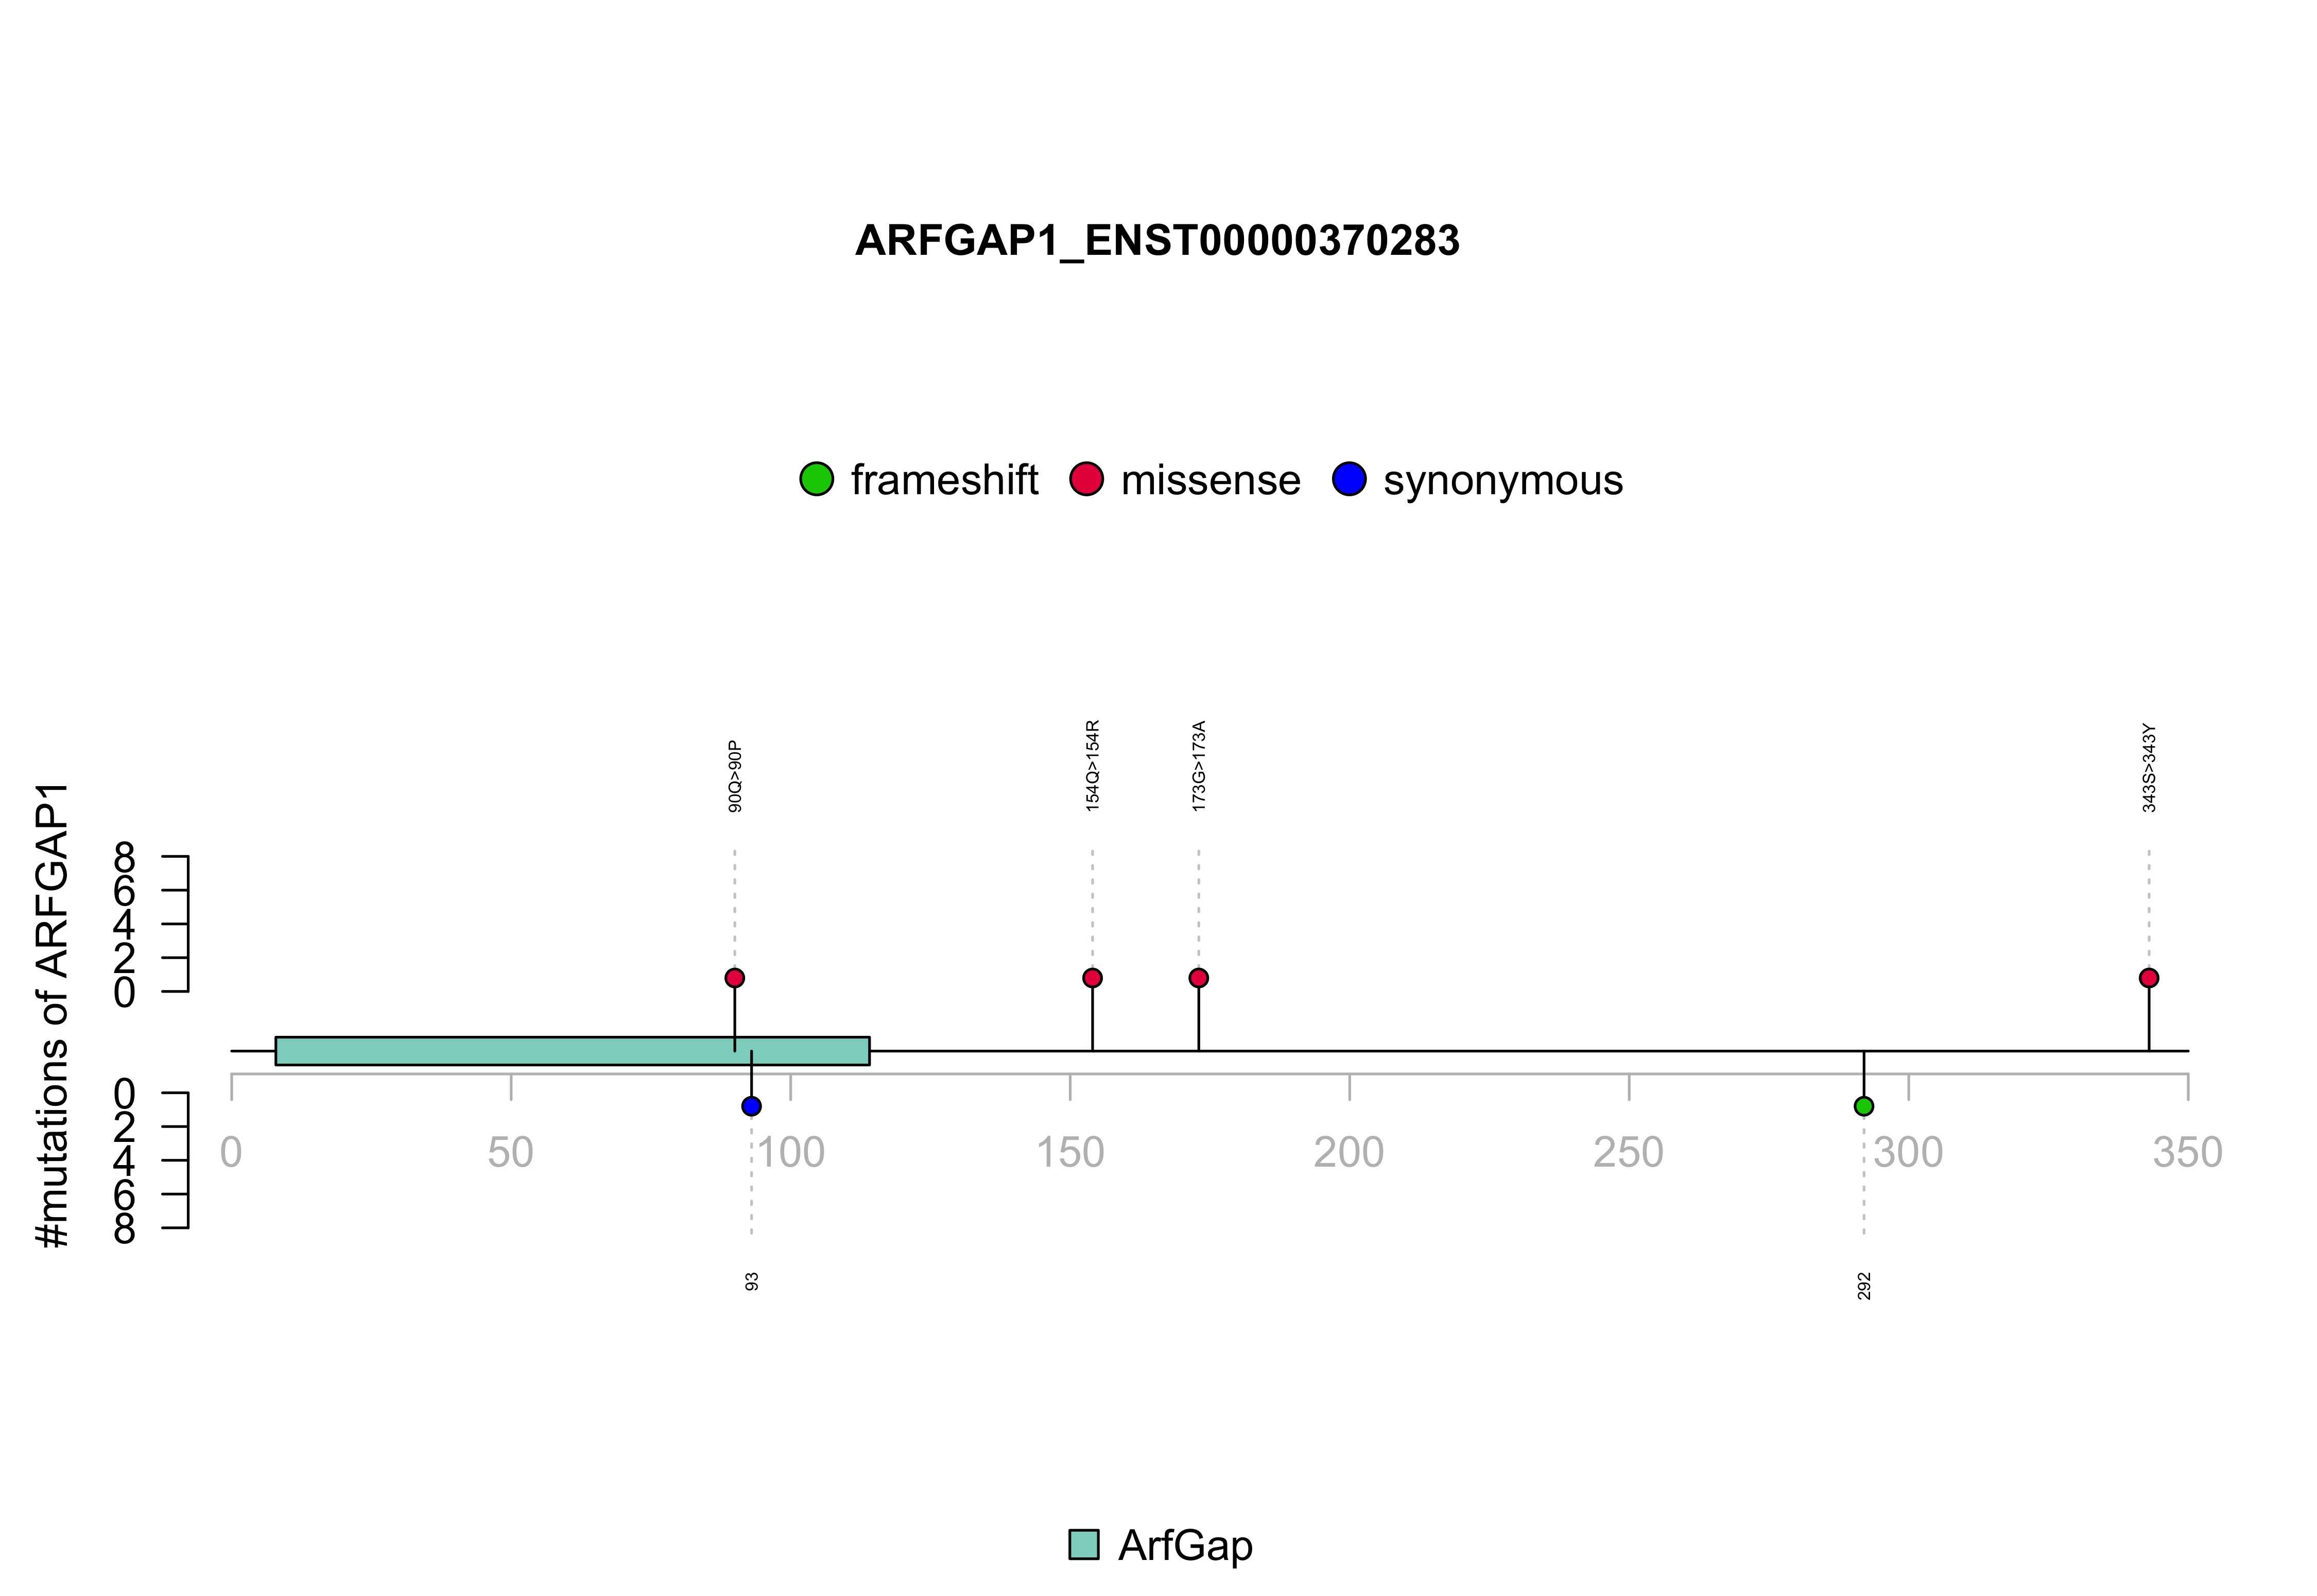 ARFGAP1_ENST00000370283
frameshift missense synonymous
90Q>90P
154Q>154R
173G>173A
343S>343Y
#mutations of ARFGAP1
8
6
4
2
0
0
2
4
6
8
0 50 100 150 200 250 300 350
93
292
ArfGap